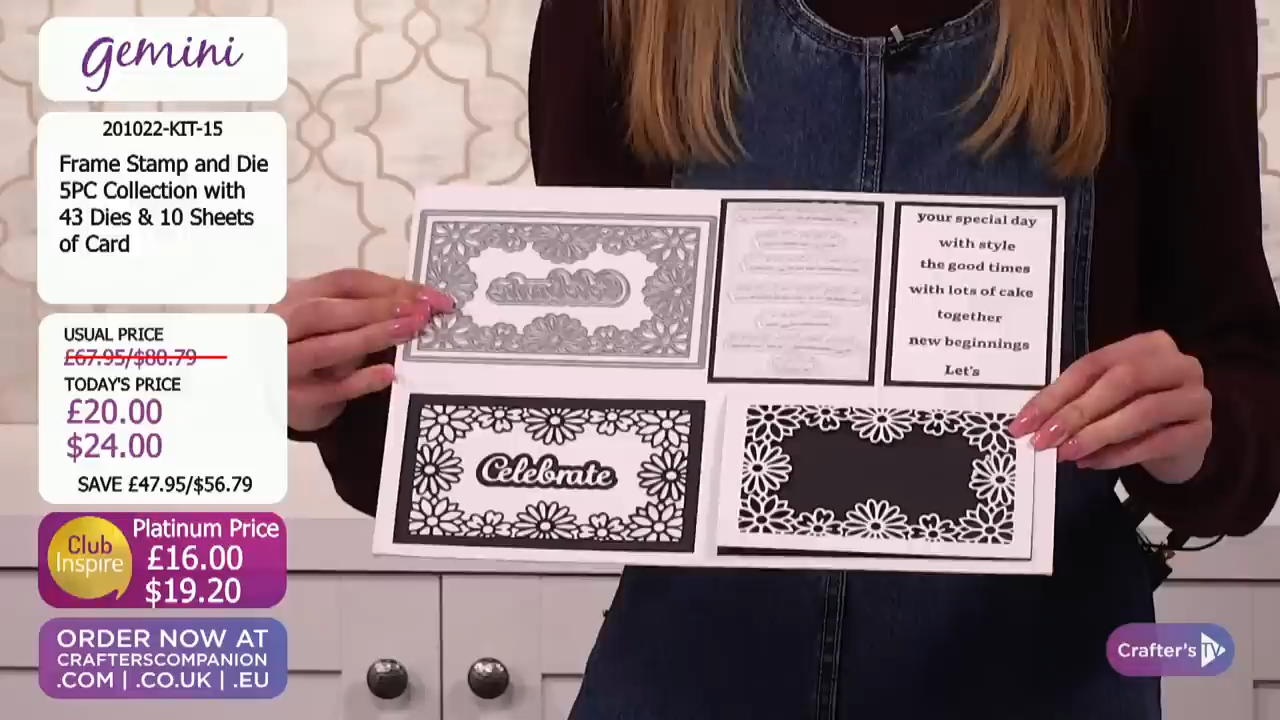 gemini
201022-KIT-15
Frame Stamp and Die
5PC Collection with
43 Dies & 10 Sheets
of Card
USUAL PRICE
£67.95/$80.79
TODAY'S PRICE
£20.00
$24.00
SAVE £47.95/$56.79
Club
Inspire
Platinum Price
£16.00
$19.20
ORDER NOW AT
CRAFTERSCOMPANION
.COM | .CO.UK | .EU
your special day
with style
the good times
with lots of cake
together
new beginnings
Let's
Celebrate
Crafter's TV